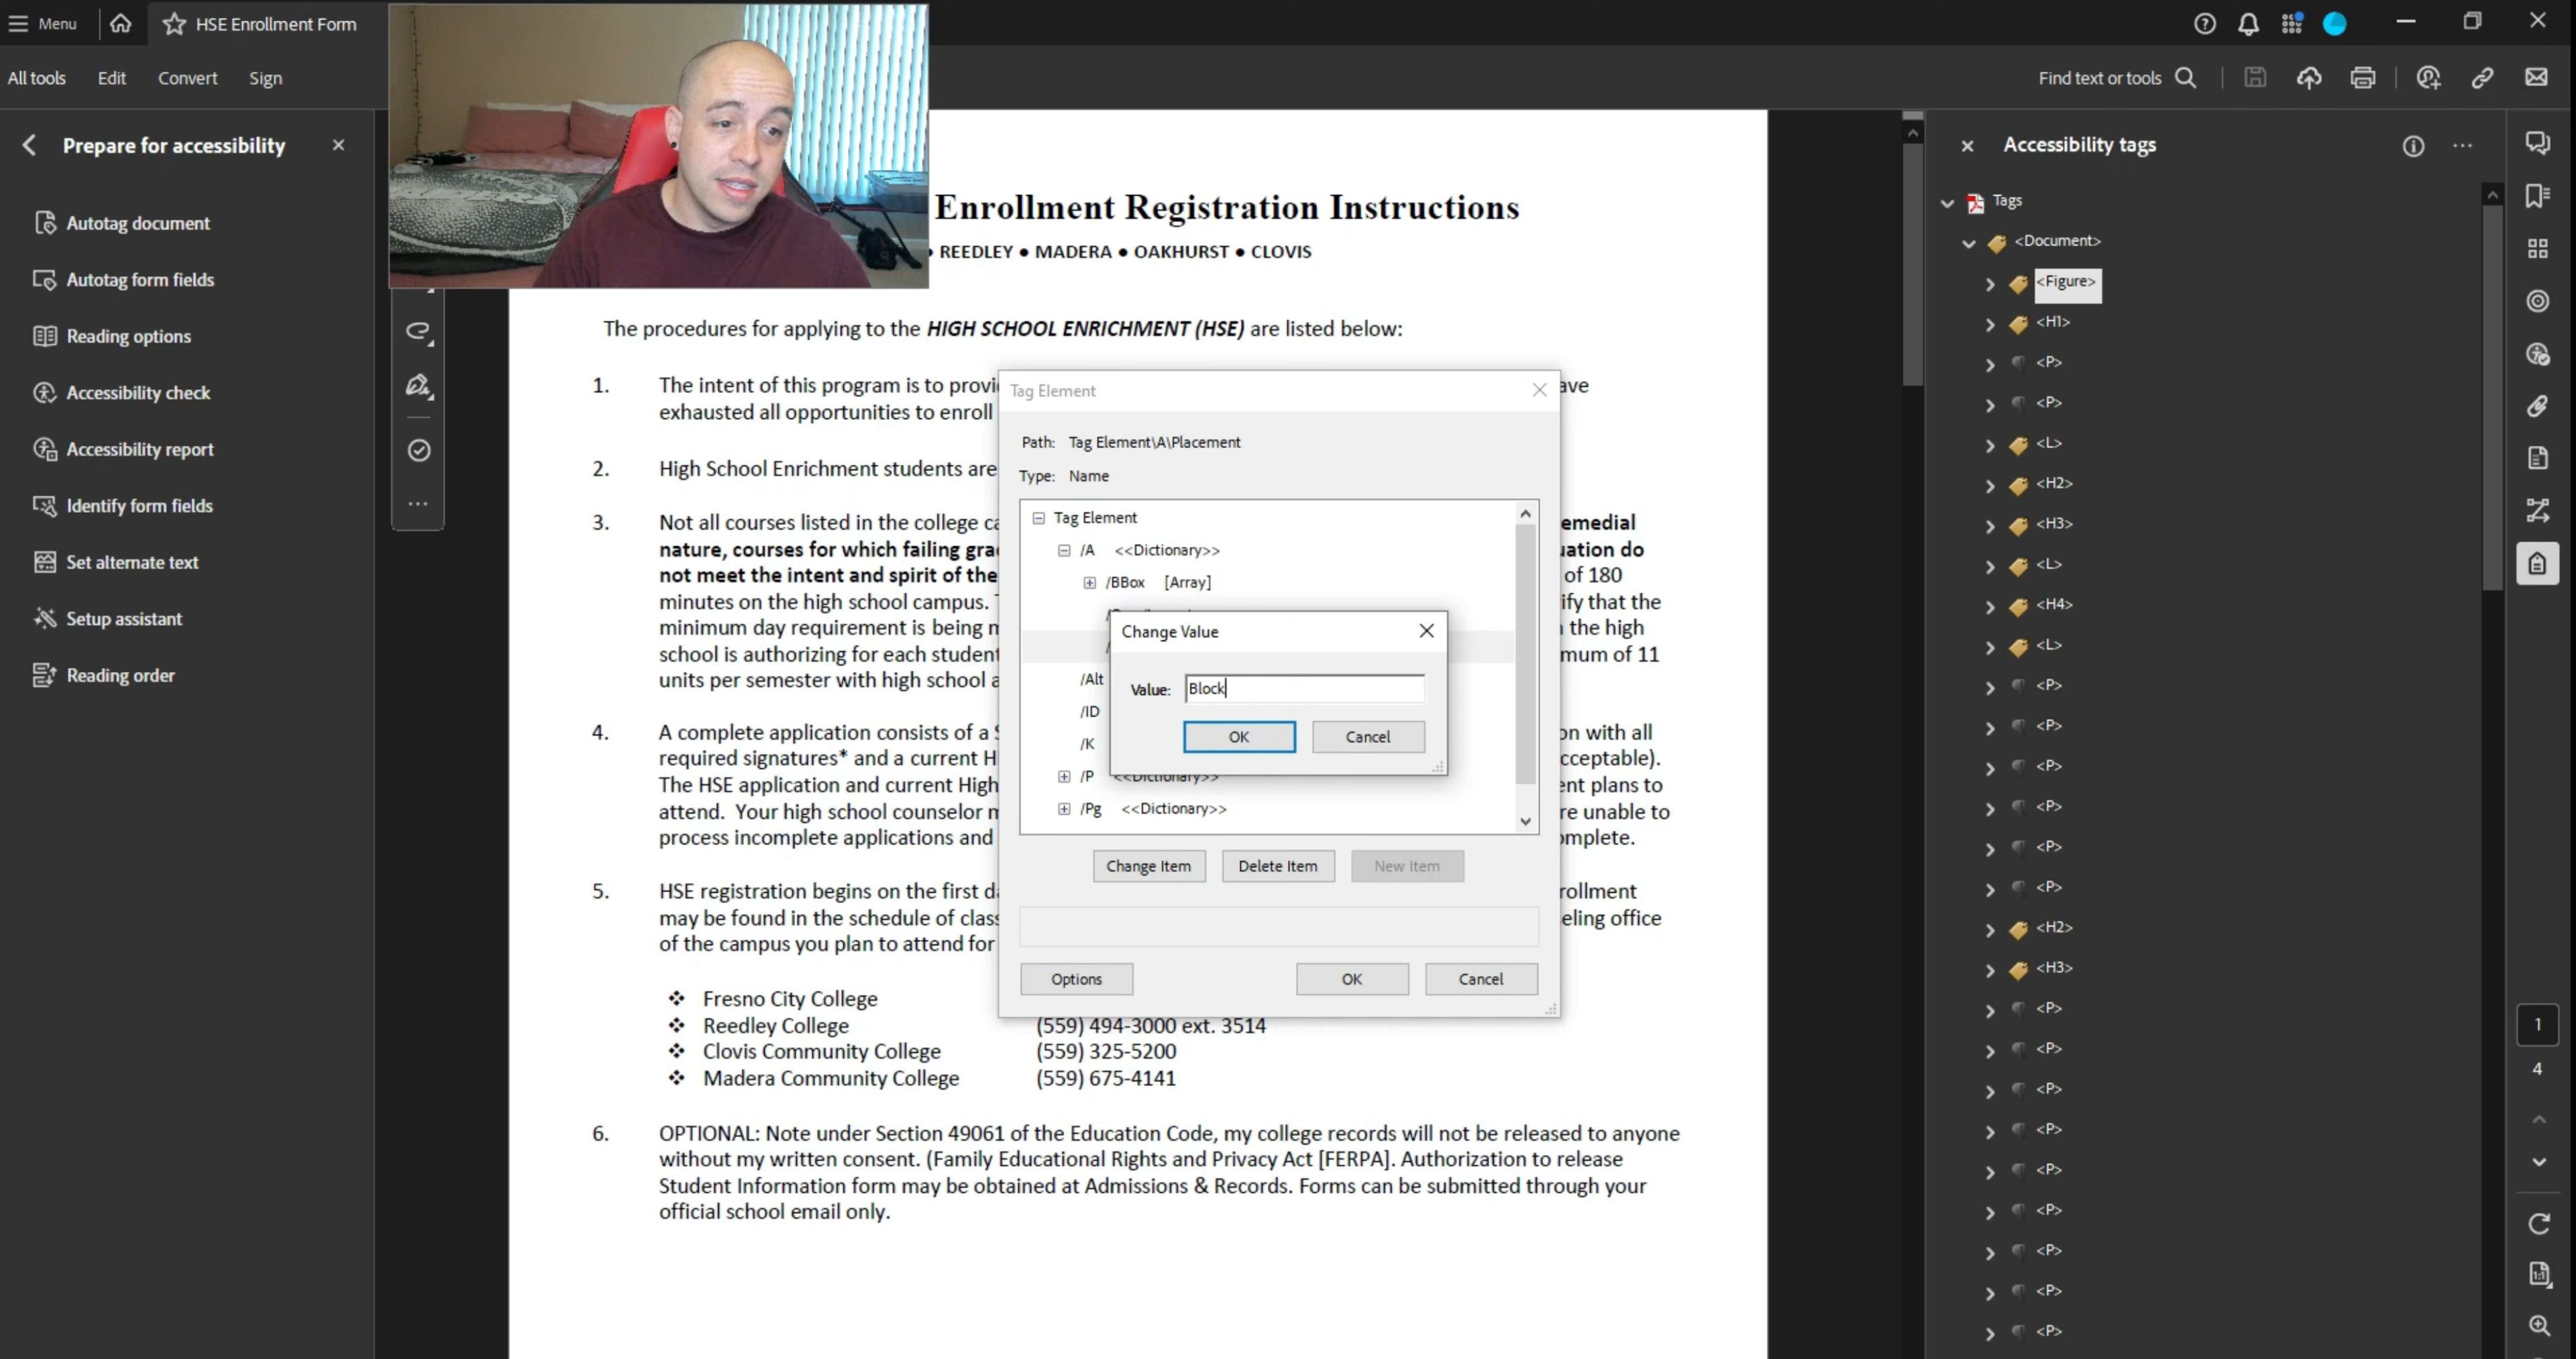 Menu
HSE Enrollment Form
All tools
Edit
Convert
Sign
Find text or tools
Prepare for accessibility
Autotag document
Autotag form fields
Reading options
Accessibility check
Accessibility report
Identify form fields
Set alternate text
Setup assistant
Reading order
Enrollment Registration Instructions
• REEDLEY • MADERA • OAKHURST • CLOVIS
The procedures for applying to the HIGH SCHOOL ENRICHMENT (HSE) are listed below:
1. The intent of this program is to provi ave
exhausted all opportunities to enroll
2. High School Enrichment students are
3. Not all courses listed in the college ca emedial
nature, courses for which failing grad uation do
not meet the intent and spirit of the of 180
minutes on the high school campus. ify that the
minimum day requirement is being m the high
school is authorizing for each student mum of 11
units per semester with high school a
4. A complete application consists of a S on with all
required signatures* and a current H cceptable).
The HSE application and current High ent plans to
attend. Your high school counselor m re unable to
process incomplete applications and omplete.
5. HSE registration begins on the first da rollment
may be found in the schedule of class eling office
of the campus you plan to attend for
❖ Fresno City College
❖ Reedley College (559) 494-3000 ext. 3514
❖ Clovis Community College (559) 325-5200
❖ Madera Community College (559) 675-4141
6. OPTIONAL: Note under Section 49061 of the Education Code, my college records will not be released to anyone
without my written consent. (Family Educational Rights and Privacy Act [FERPA]. Authorization to release
Student Information form may be obtained at Admissions & Records. Forms can be submitted through your
official school email only.
Tag Element
Path: Tag Element\A\Placement
Type: Name
Tag Element
/A <<Dictionary>>
/BBox [Array]
/Alt
/ID
/K
/P <<Dictionary>>
/Pg <<Dictionary>>
Change Value
Value: Block
OK
Cancel
Change Item
Delete Item
New Item
Options
OK
Cancel
Accessibility tags
Tags
<Document>
<Figure>
<H1>
<P>
<P>
<L>
<H2>
<H3>
<L>
<H4>
<L>
<P>
<P>
<P>
<P>
<P>
<P>
<H2>
<H3>
<P>
<P>
<P>
<P>
<P>
<P>
<P>
<P>
<P>
1
4